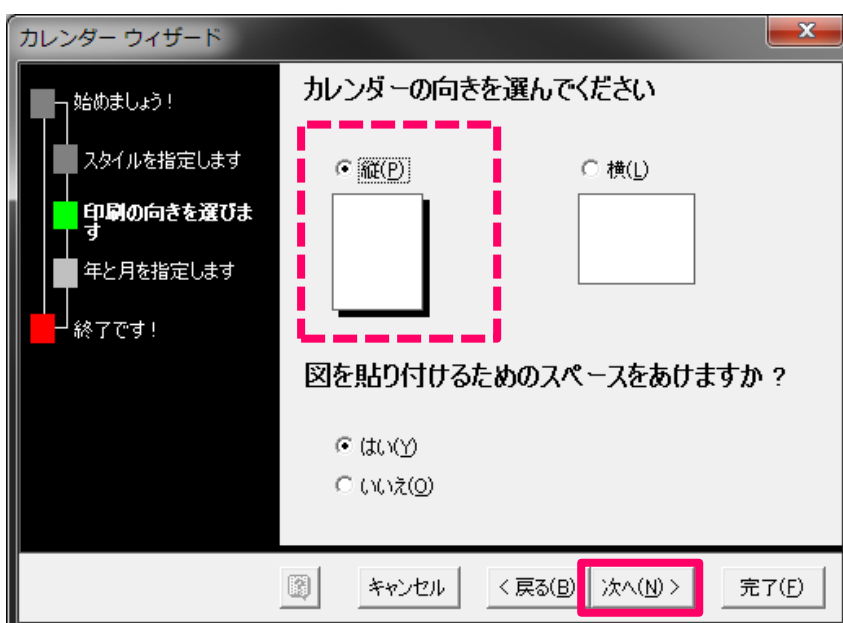 カレンダー ウィザード
始めましょう!
スタイルを指定します
印刷の向きを選びま
す
年と月を指定します
終了です!
カレンダーの向きを選んでください
縦(P)
横(L)
図を貼り付けるためのスペースをあけますか ?
はい(Y)
いいえ(O)
キャンセル
< 戻る(B)
次へ(N) >
完了(F)